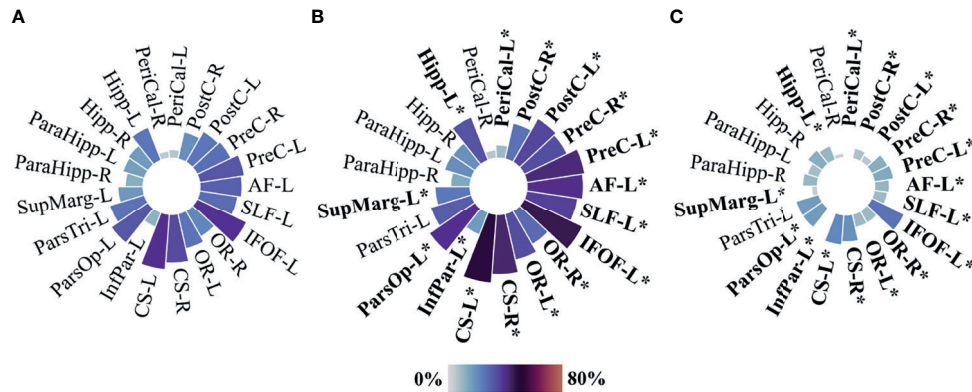 A
PeriCal-L
PostC-R
PostC-L
PreC-R
PreC-L
AF-L
SLF-L
IFOF-L
OR-R
OR-L
CS-R
CS-L
InfPar-L
ParsOp-L
ParsTri-L
SupMarg-L
ParaHipp-R
ParaHipp-L
Hipp-R
Hipp-L
PeriCal-R
B
PeriCal-L*
PostC-R*
PostC-L*
PreC-R*
PreC-L*
AF-L*
SLF-L*
IFOF-L*
OR-R*
OR-L*
CS-R*
CS-L*
InfPar-L*
ParsOp-L*
ParsTri-L
SupMarg-L*
ParaHipp-R
ParaHipp-L
Hipp-R
Hipp-L*
PeriCal-R
C
PeriCal-L*
PostC-R*
PostC-L*
PreC-R*
PreC-L*
AF-L*
SLF-L*
IFOF-L*
OR-R*
OR-L*
CS-R*
CS-L*
InfPar-L*
ParsOp-L*
ParsTri-L
SupMarg-L*
ParaHipp-R
ParaHipp-L
Hipp-R
Hipp-L*
PeriCal-R
0% 80%